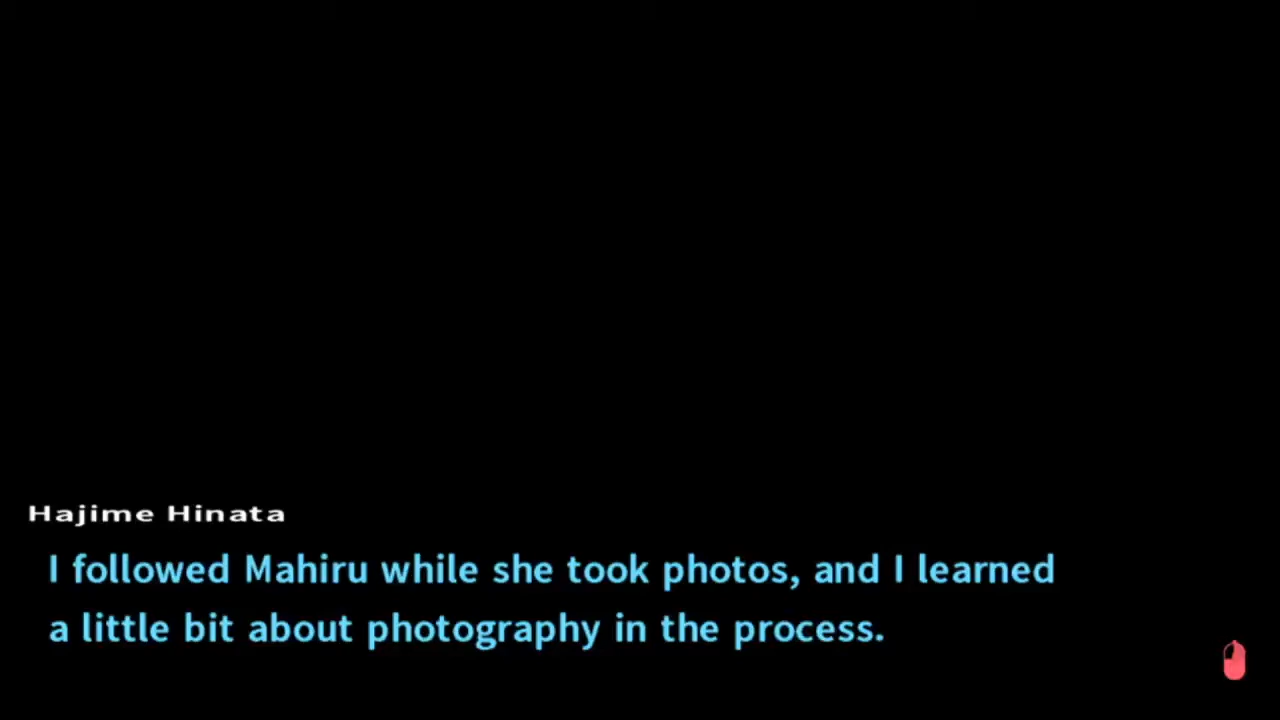 Hajime Hinata
I followed Mahiru while she took photos, and I learned
a little bit about photography in the process.